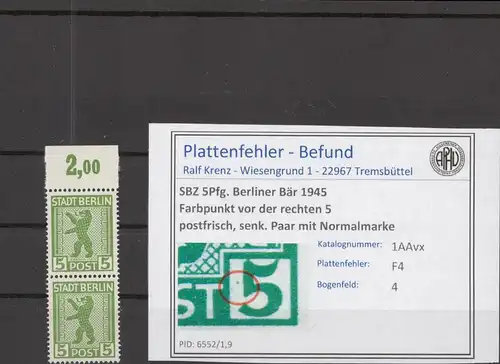 2,00
STADT BERLIN
5 POST 5
STADT BERLIN
5 POST 5
Plattenfehler - Befund
Ralf Krenz - Wiesengrund 1 - 22967 Tremsbüttel
SBZ 5Pfg. Berliner Bär 1945
Farbpunkt vor der rechten 5
postfrisch, senk. Paar mit Normalmarke
Katalognummer: 1AAvx
Plattenfehler: F4
Bogenfeld: 4
ST 5
PID: 6552/1,9